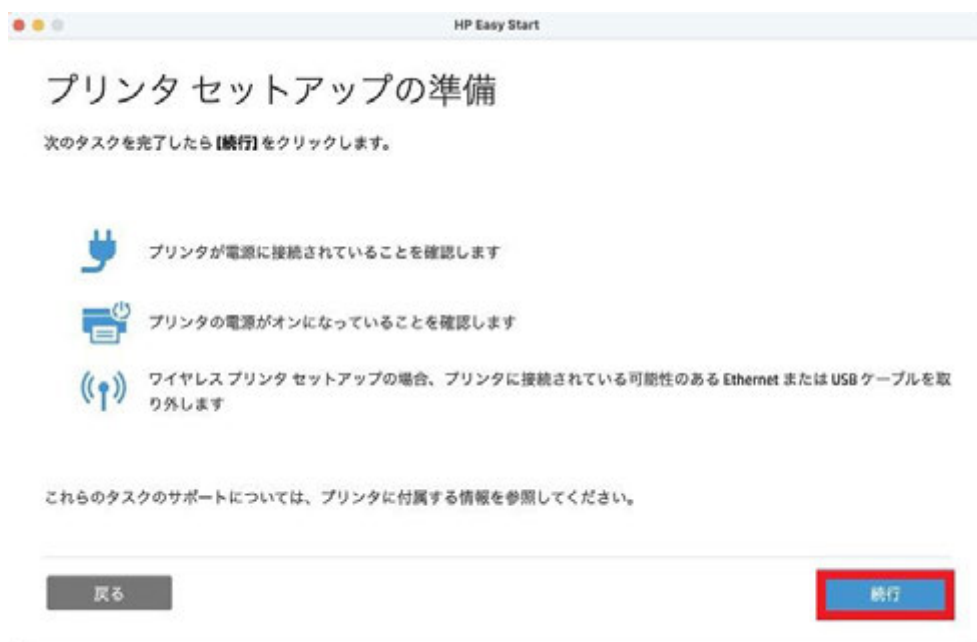 HP Easy Start
プリンタ セットアップの準備
次のタスクを完了したら [続行] をクリックします。
プリンタが電源に接続されていることを確認します
プリンタの電源がオンになっていることを確認します
ワイヤレス プリンタ セットアップの場合、プリンタに接続されている可能性のある Ethernet または USB ケーブルを取
り外します
これらのタスクのサポートについては、プリンタに付属する情報を参照してください。
戻る
続行